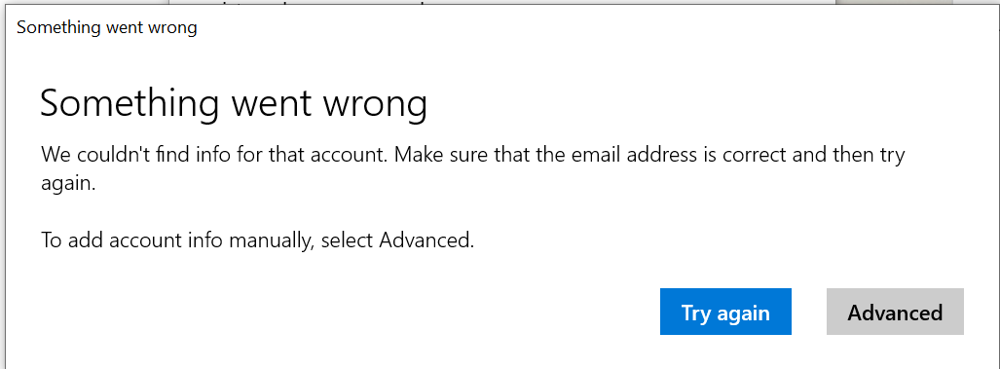 Something went wrong
Something went wrong
We couldn't find info for that account. Make sure that the email address is correct and then try
again.
To add account info manually, select Advanced.
Try again
Advanced